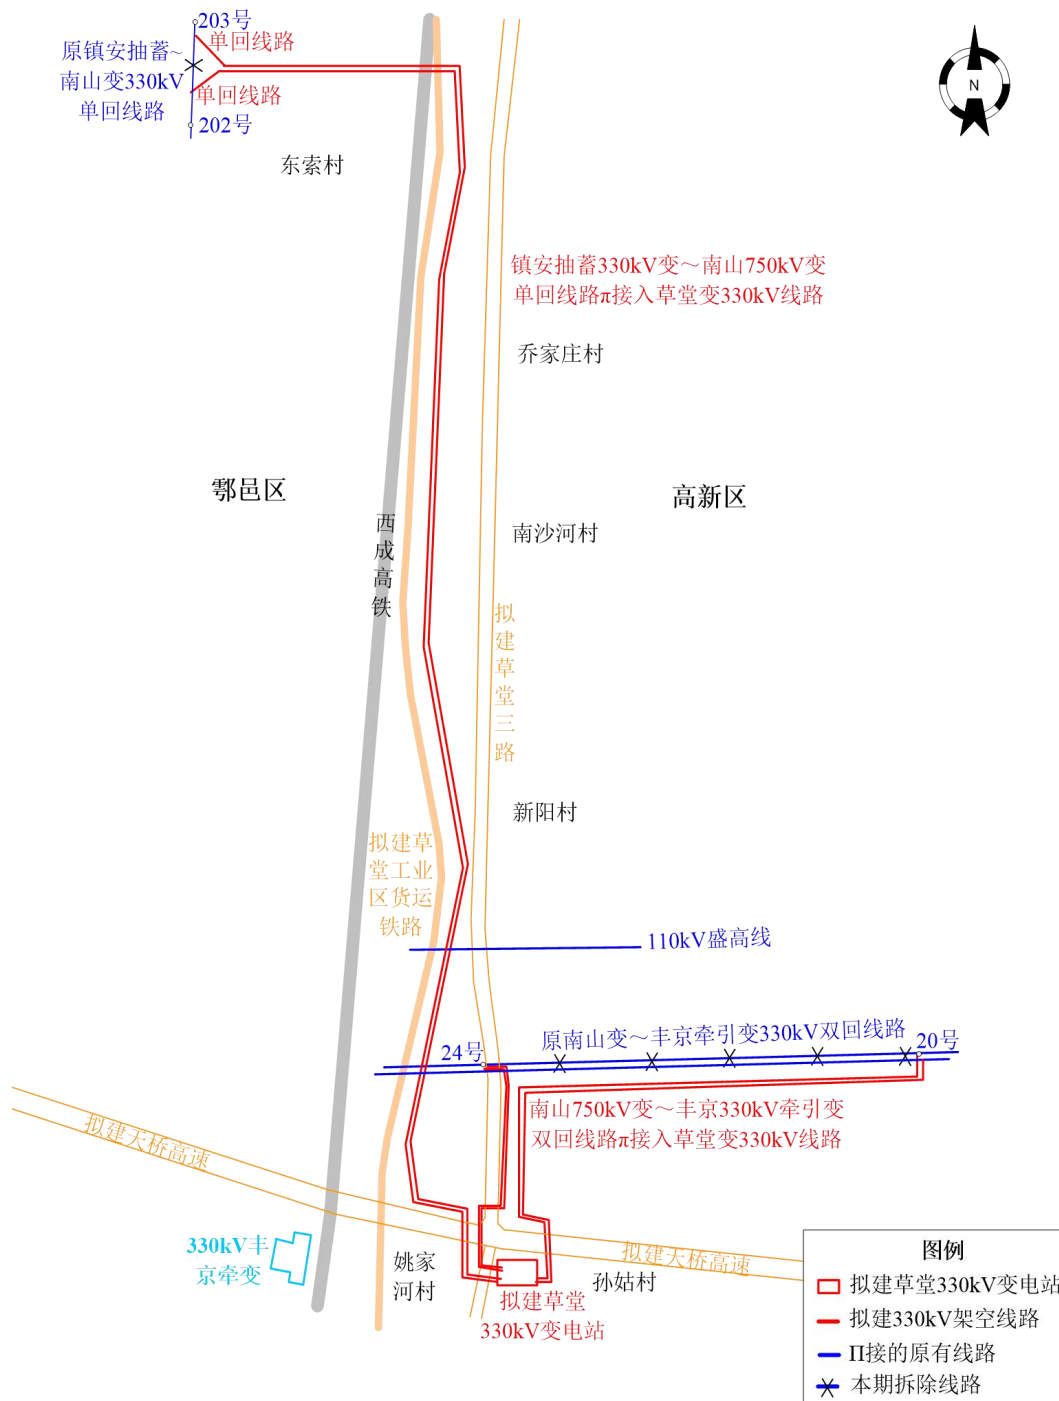 203号
单回线路
原镇安抽蓄~
南山变330kV
单回线路
单回线路
202号
N
东索村
镇安抽蓄330kV变～南山750kV变
单回线路π接入草堂变330kV线路
乔家庄村
鄠邑区
高新区
西
成
高
铁
南沙河村
拟
建
草
堂
三
路
新阳村
拟建草
堂工业
区货运
铁路
110kV盛高线
原南山变～丰京牵引变330kV双回线路
20号
24号
南山750kV变～丰京330kV牵引变
双回线路π接入草堂变330kV线路
拟建天桥高速
330kV丰
京牵变
姚家
河村
拟建天桥高速
孙姑村
拟建草堂
330kV变电站
图例
拟建草堂330kV变电站
拟建330kV架空线路
Π接的原有线路
本期拆除线路